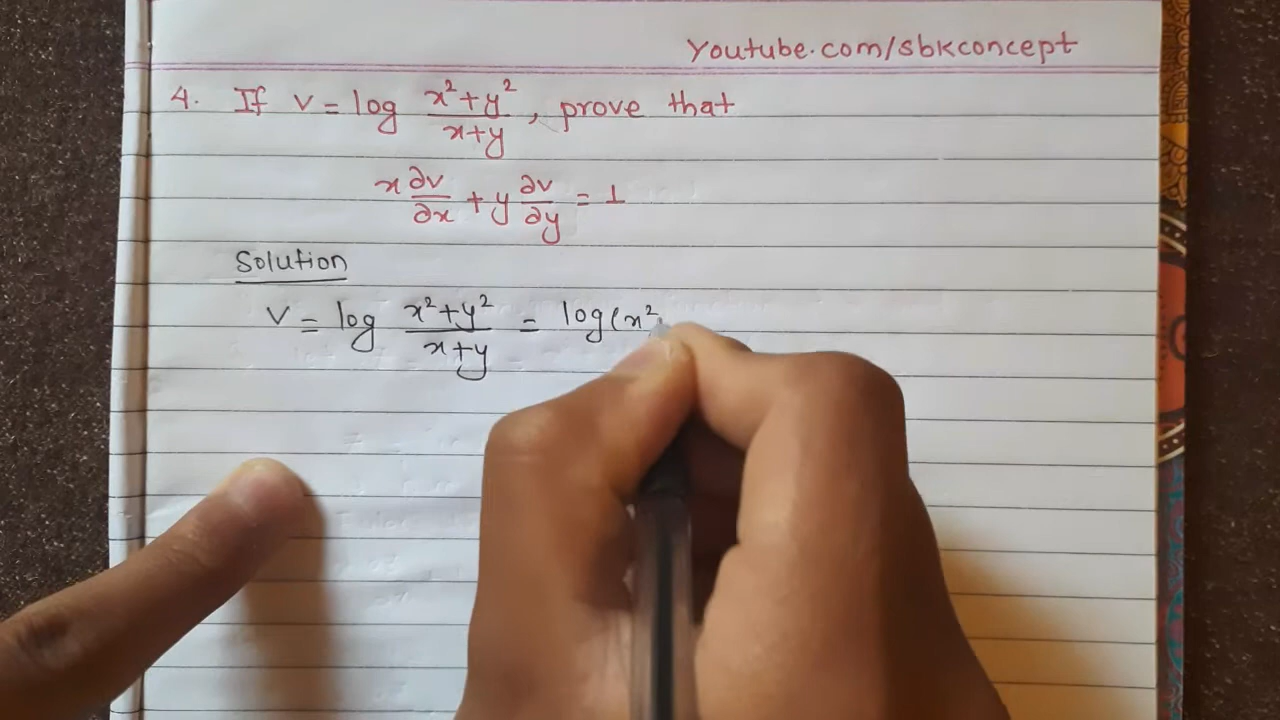 Youtube.com/sbkconcept
4. If v = log (x²+y²)/(x+y), prove that
x ∂v/∂x + y ∂v/∂y = 1
Solution
v = log (x²+y²)/(x+y) = log(x²